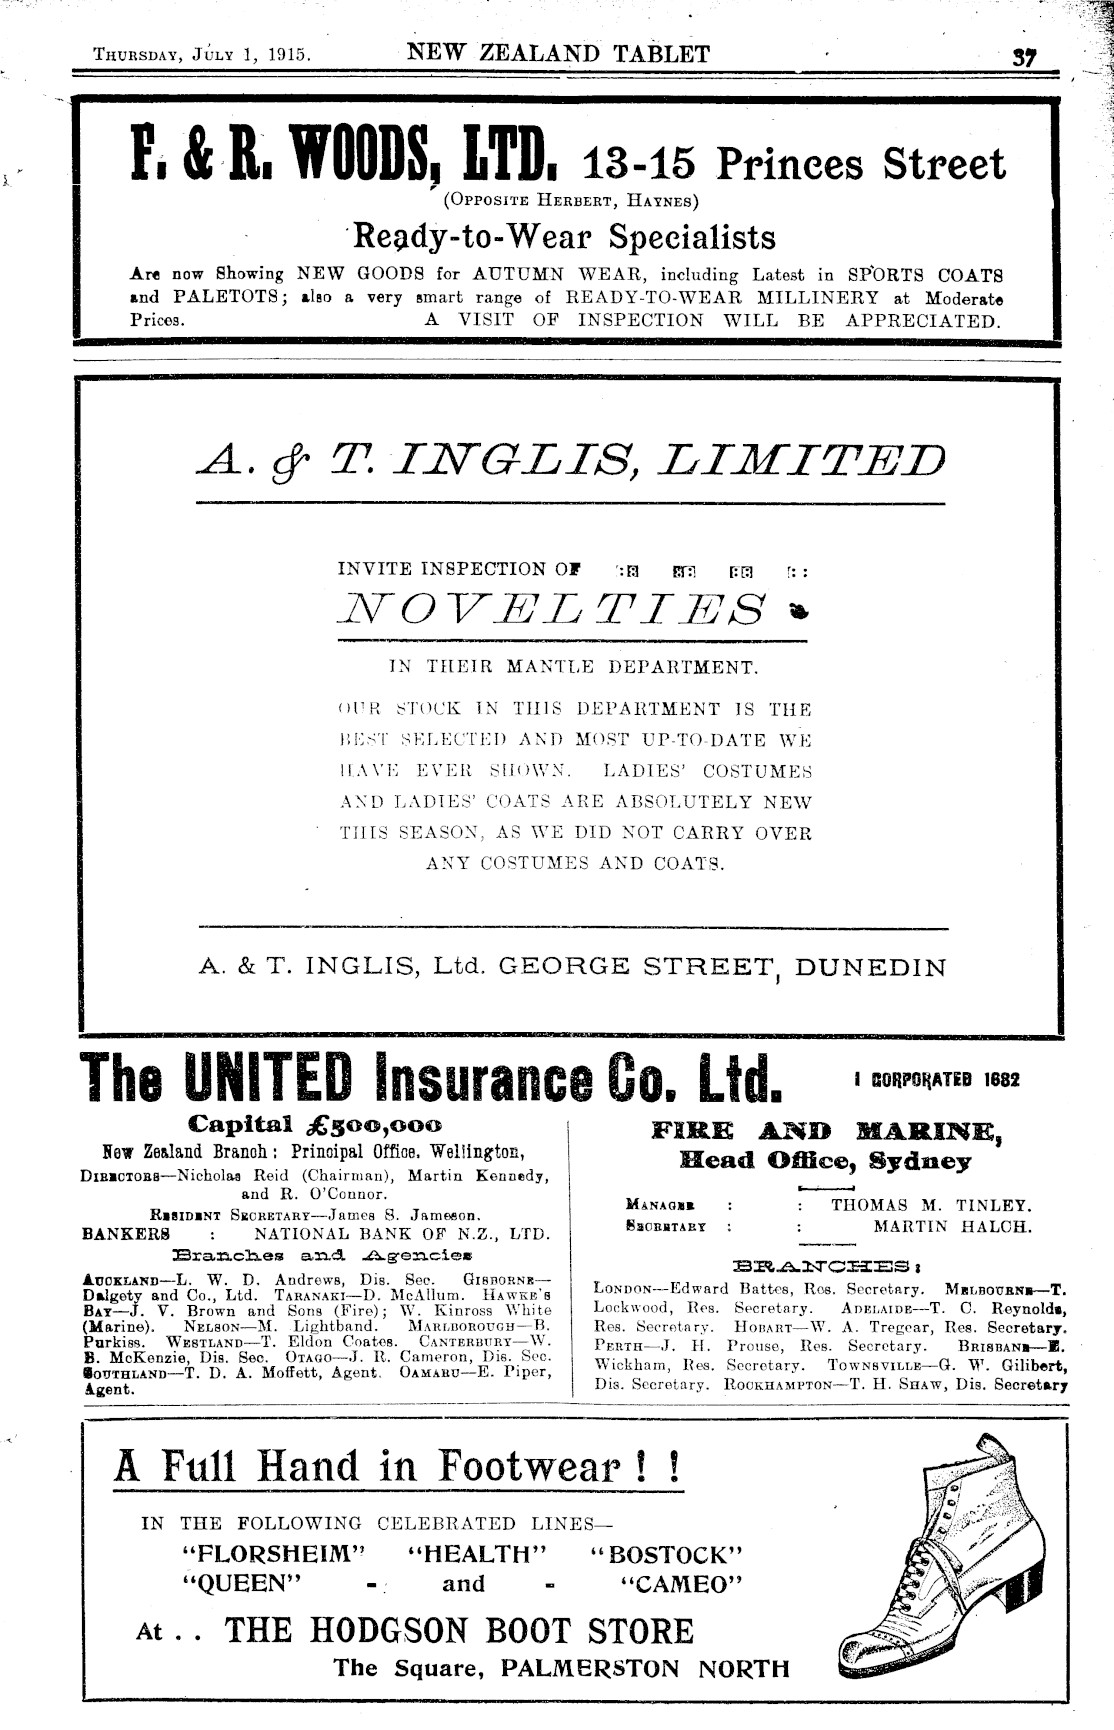 THURSDAY, JULY 1, 1915. NEW ZEALAND TABLET 37
F. & R. WOODS, LTD. 13-15 Princes Street
(OPPOSITE HERBERT, HAYNES)
Ready-to-Wear Specialists
Are now Showing NEW GOODS for AUTUMN WEAR, including Latest in SPORTS COATS
and PALETOTS; also a very smart range of READY-TO-WEAR MILLINERY at Moderate
Prices. A VISIT OF INSPECTION WILL BE APPRECIATED.
A. & T. INGLIS, LIMITED
INVITE INSPECTION OF
NOVELTIES
IN THEIR MANTLE DEPARTMENT.
OUR STOCK IN THIS DEPARTMENT IS THE
BEST SELECTED AND MOST UP-TO-DATE WE
HAVE EVER SHOWN. LADIES' COSTUMES
AND LADIES' COATS ARE ABSOLUTELY NEW
THIS SEASON, AS WE DID NOT CARRY OVER
ANY COSTUMES AND COATS.
A. & T. INGLIS, Ltd. GEORGE STREET, DUNEDIN
The UNITED Insurance Co. Ltd. I CORPORATED 1682
Capital £500,000
New Zealand Branch: Principal Office, Wellington,
DIRECTORS—Nicholas Reid (Chairman), Martin Kennedy,
and R. O'Connor.
RESIDENT SECRETARY—James S. Jameson.
BANKERS : NATIONAL BANK OF N.Z., LTD.
Branches and Agencies
AUCKLAND—L. W. D. Andrews, Dis. Sec. GISBORNE—
Dalgety and Co., Ltd. TARANAKI—D. McAllum. HAWKE'S
BAY—J. V. Brown and Sons (Fire); W. Kinross White
(Marine). NELSON—M. Lightband. MARLBOROUGH—B.
Purkiss. WESTLAND—T. Eldon Coates. CANTERBURY—W.
B. McKenzie, Dis. Sec. OTAGO—J. R. Cameron, Dis. Sec.
SOUTHLAND—T. D. A. Moffett, Agent. OAMARU—E. Piper,
Agent.
FIRE AND MARINE,
Head Office, Sydney
MANAGER : : THOMAS M. TINLEY.
SECRETARY : : MARTIN HALCH.
BRANCHES:
LONDON—Edward Battes, Res. Secretary. MELBOURNE—T.
Lockwood, Res. Secretary. ADELAIDE—T. C. Reynolds,
Res. Secretary. HOBART—W. A. Tregear, Res. Secretary.
PERTH—J. H. Prouse, Res. Secretary. BRISBANE—E.
Wickham, Res. Secretary. TOWNSVILLE—G. W. Gilibert,
Dis. Secretary. ROCKHAMPTON—T. H. SHAW, Dis. Secretary
A Full Hand in Footwear ! !
IN THE FOLLOWING CELEBRATED LINES—
"FLORSHEIM" "HEALTH" "BOSTOCK"
"QUEEN" - and - "CAMEO"
At . . THE HODGSON BOOT STORE
The Square, PALMERSTON NORTH